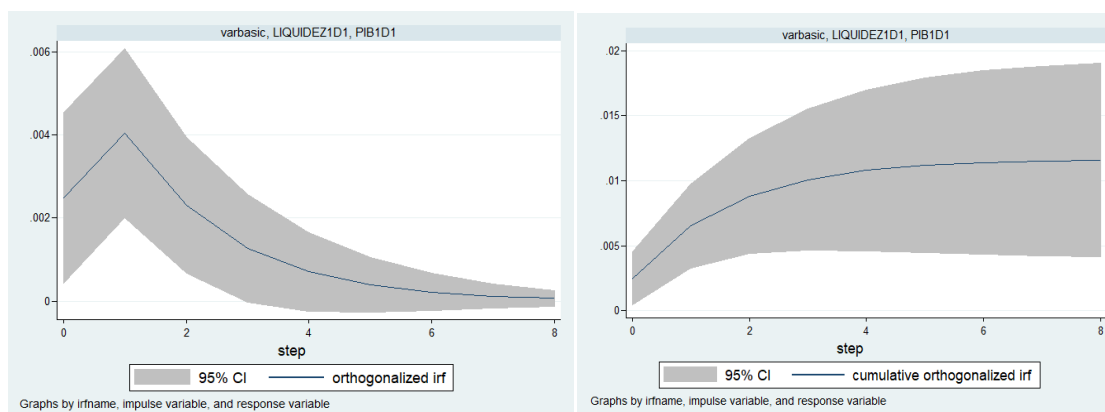 varbasic, LIQUIDEZ1D1, PIB1D1
.006
.004
.002
0
0 2 4 6 8
step
95% CI orthogonalized irf
Graphs by irfname, impulse variable, and response variable
varbasic, LIQUIDEZ1D1, PIB1D1
.02
.015
.01
.005
0
0 2 4 6 8
step
95% CI cumulative orthogonalized irf
Graphs by irfname, impulse variable, and response variable